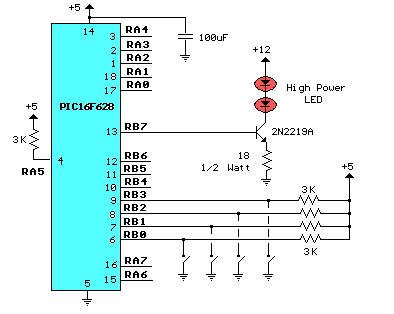 +5
14
100uF
3 RA4
2 RA3
1 RA2
18 RA1
17 RA0
+12
High Power
LED
PIC16F628
+5
3K
4
RA5
13 RB7
2N2219A
18
1/2 Watt
12 RB6
11 RB5
10 RB4
+5
9 RB3
3K
8 RB2
7 RB1
6 RB0
3K
16 RA7
15 RA6
5